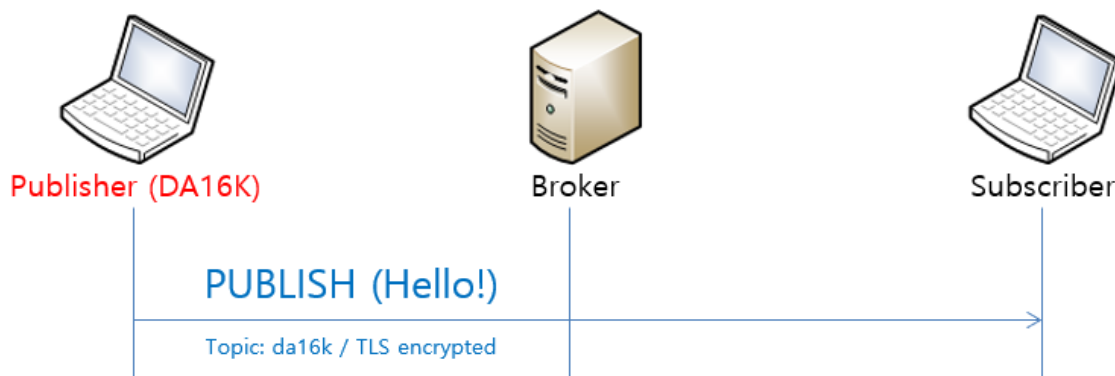 Publisher (DA16K)
Broker
Subscriber
PUBLISH (Hello!)
Topic: da16k / TLS encrypted